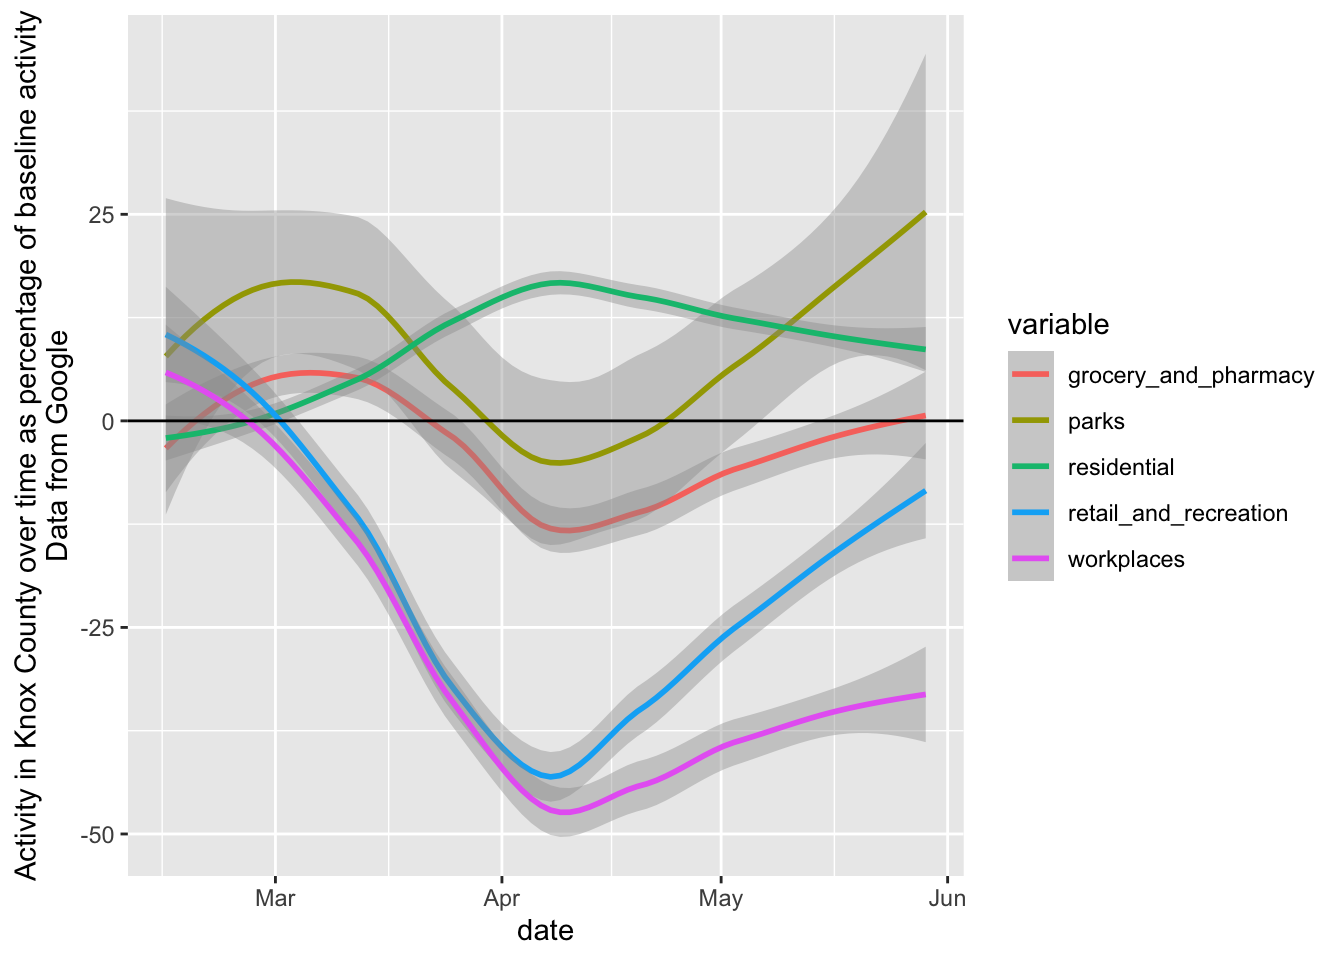 Activity in Knox County over time as percentage of baseline activity
Data from Google
25
0
-25
-50
Mar
Apr
May
Jun
date
variable
grocery_and_pharmacy
parks
residential
retail_and_recreation
workplaces